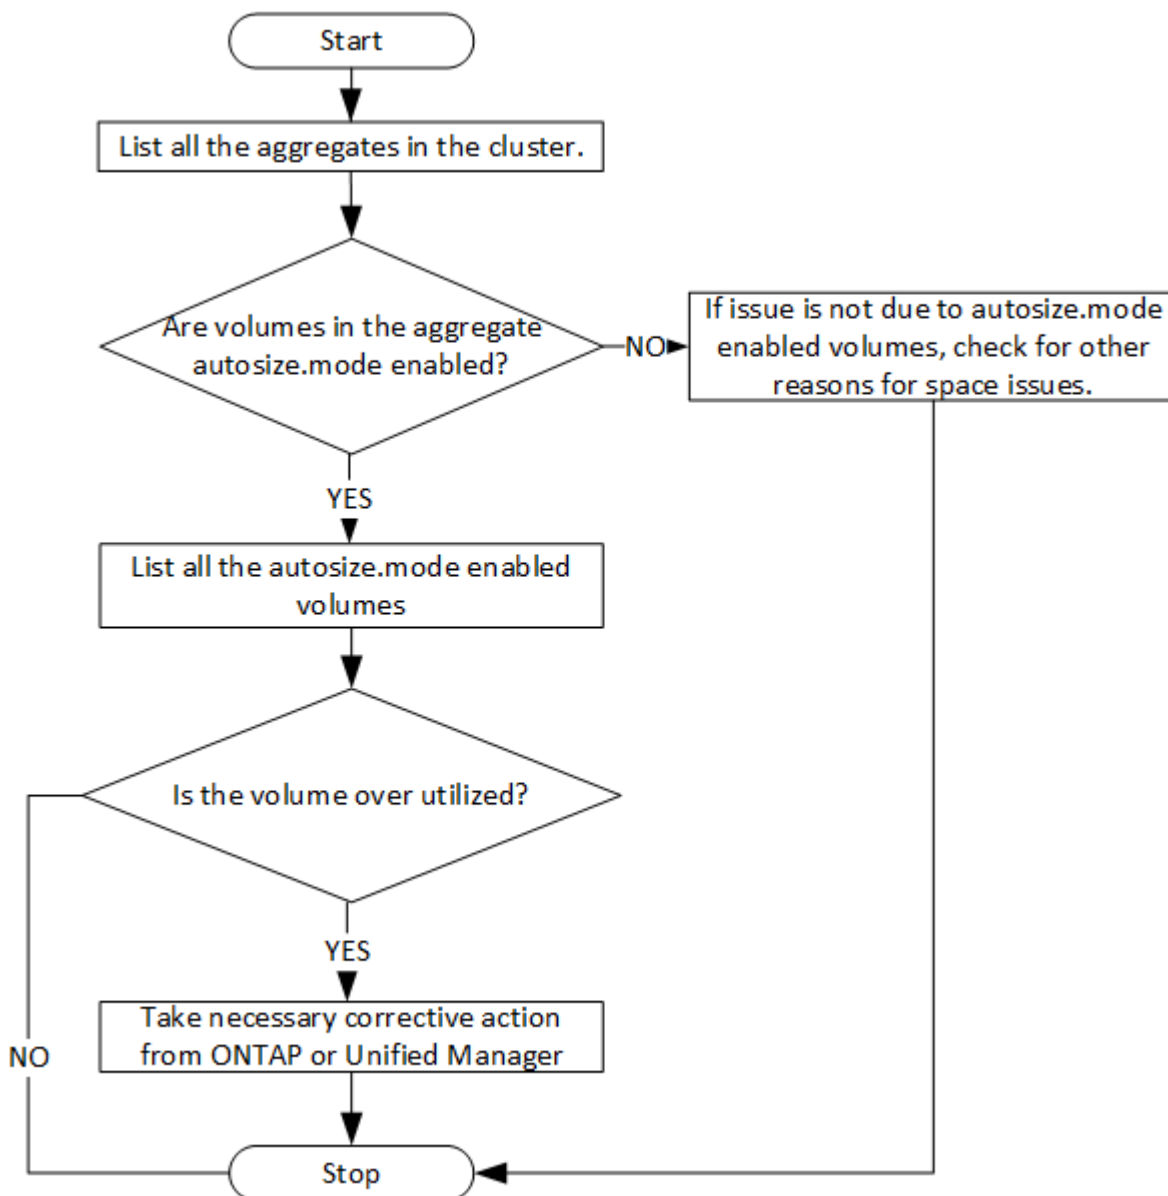 Start
List all the aggregates in the cluster.
Are volumes in the aggregate
autosize.mode enabled?
NO
If issue is not due to autosize.mode
enabled volumes, check for other
reasons for space issues.
YES
List all the autosize.mode enabled
volumes
Is the volume over utilized?
YES
Take necessary corrective action
from ONTAP or Unified Manager
NO
Stop